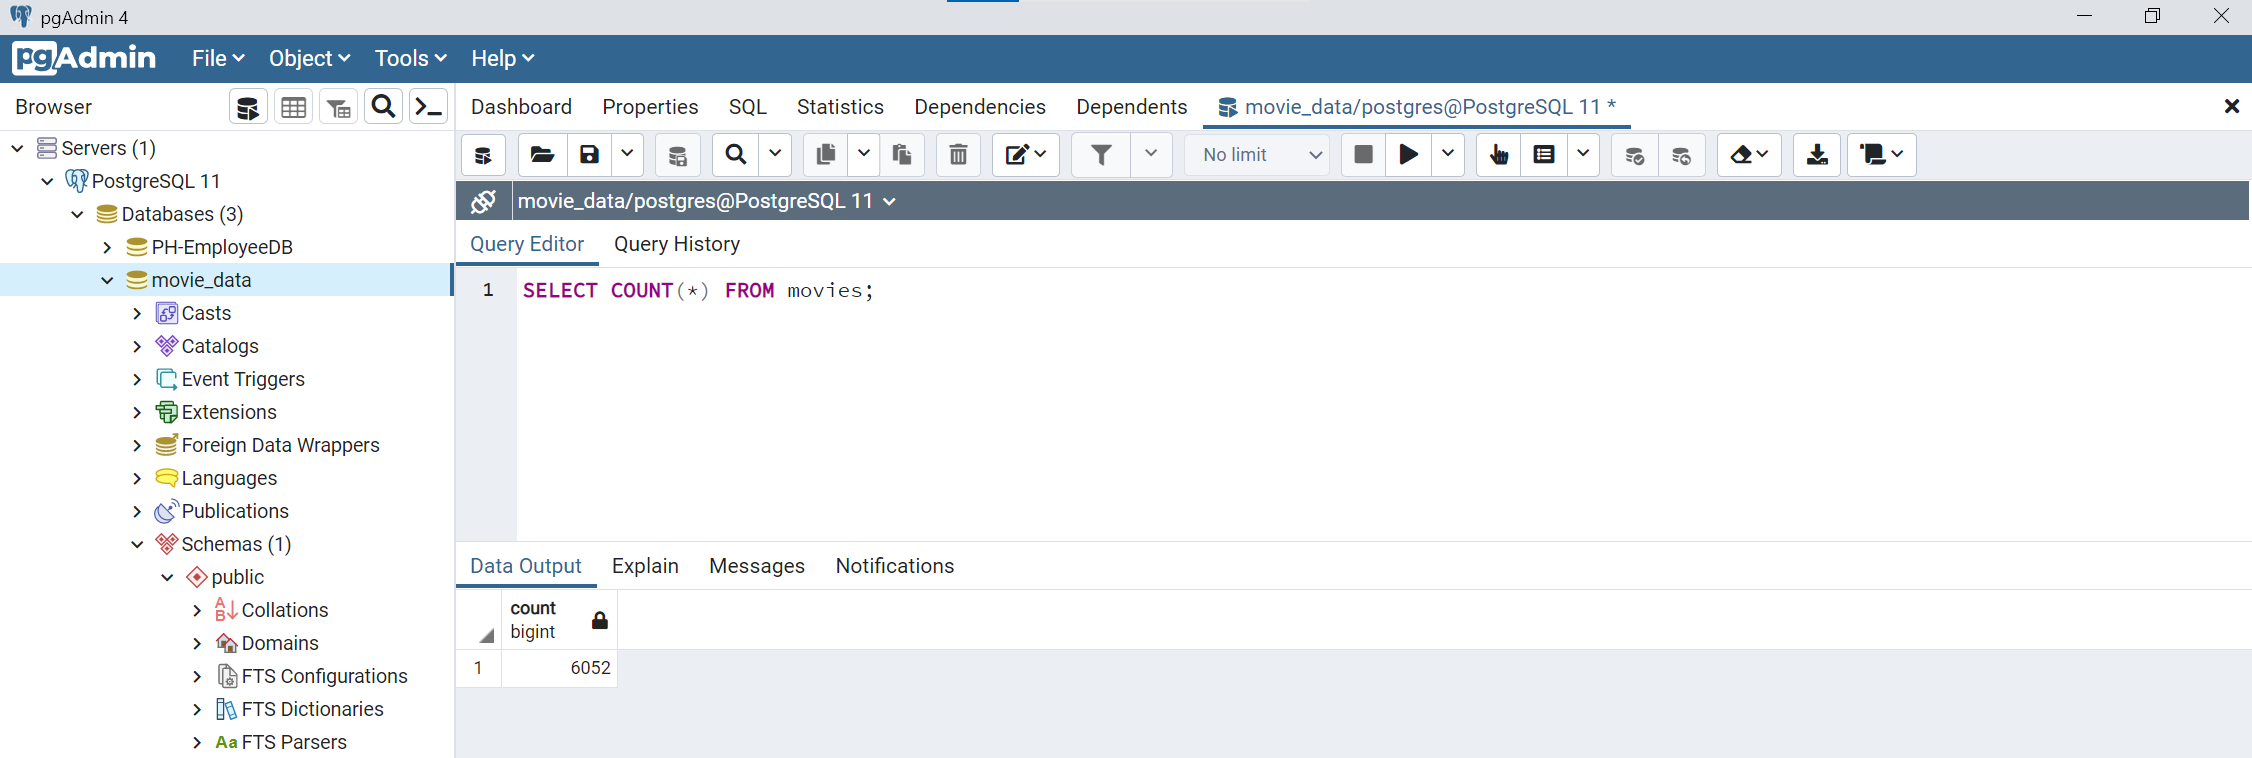 pgAdmin 4
pgAdmin File Object Tools Help
Browser
Dashboard Properties SQL Statistics Dependencies Dependents movie_data/postgres@PostgreSQL 11 *
No limit
movie_data/postgres@PostgreSQL 11
Query Editor Query History
1 SELECT COUNT(*) FROM movies;
Data Output Explain Messages Notifications
count
bigint
1 6052
Servers (1)
PostgreSQL 11
Databases (3)
PH-EmployeeDB
movie_data
Casts
Catalogs
Event Triggers
Extensions
Foreign Data Wrappers
Languages
Publications
Schemas (1)
public
Collations
Domains
FTS Configurations
FTS Dictionaries
Aa FTS Parsers